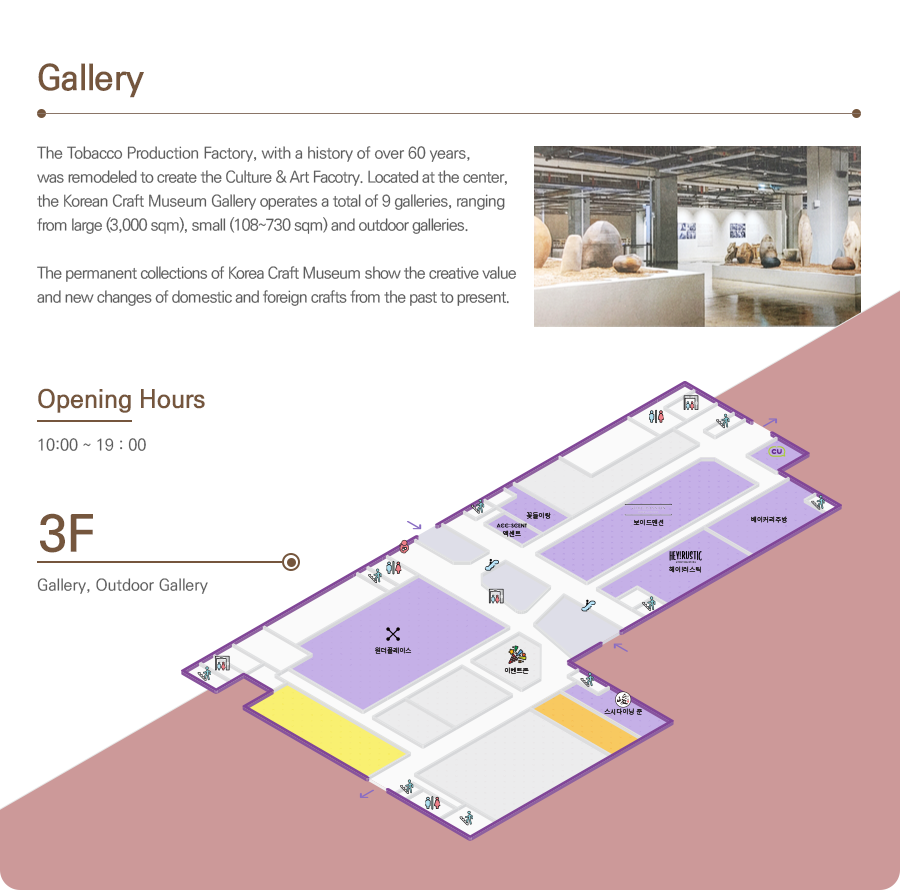 Gallery
The Tobacco Production Factory, with a history of over 60 years,
was remodeled to create the Culture & Art Facotry. Located at the center,
the Korean Craft Museum Gallery operates a total of 9 galleries, ranging
from large (3,000 sqm), small (108~730 sqm) and outdoor galleries.
The permanent collections of Korea Craft Museum show the creative value
and new changes of domestic and foreign crafts from the past to present.
Opening Hours
10:00 ~ 19 : 00
3F
Gallery, Outdoor Gallery
CU
꽃들이랑
ACC:SCENT
액센트
보이드맨션
베이커리주방
HEY!RUSTIC
헤이!러스틱
원더플레이스
이벤트존
스시다이닝 쿤